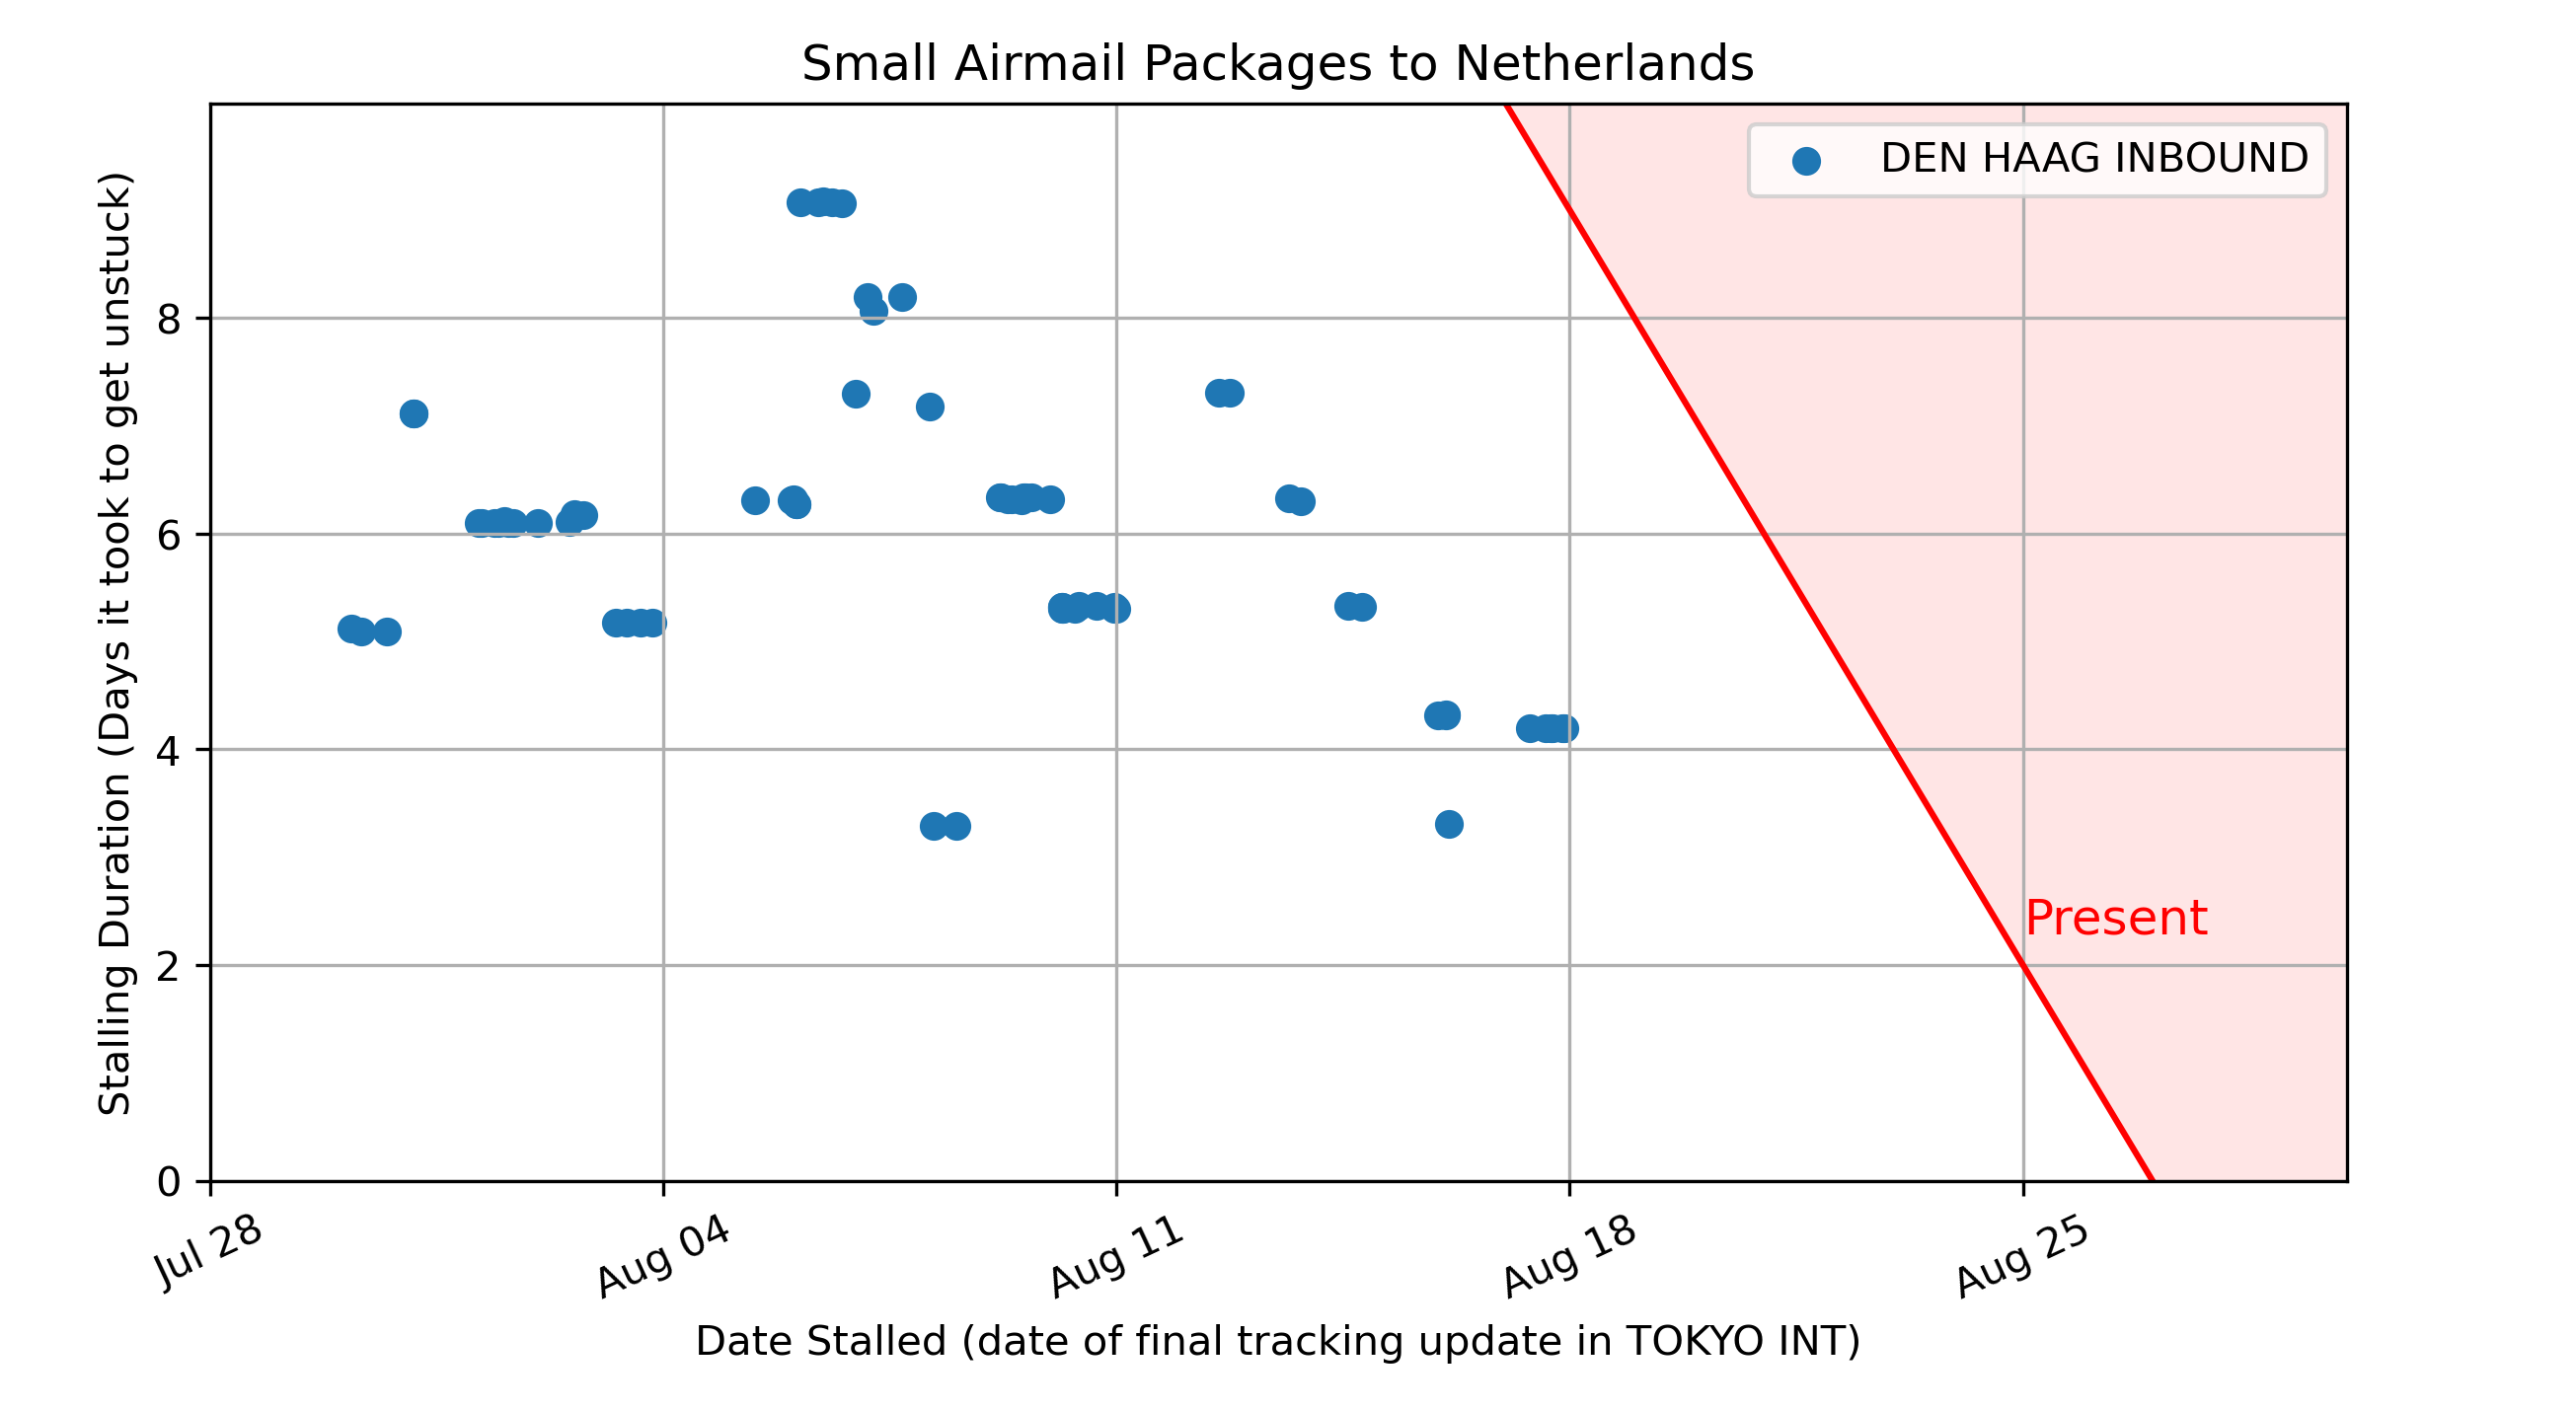 Small Airmail Packages to Netherlands
DEN HAAG INBOUND
Stalling Duration (Days it took to get unstuck)
8
6
4
2
0
Present
Jul 28
Aug 04
Aug 11
Aug 18
Aug 25
Date Stalled (date of final tracking update in TOKYO INT)